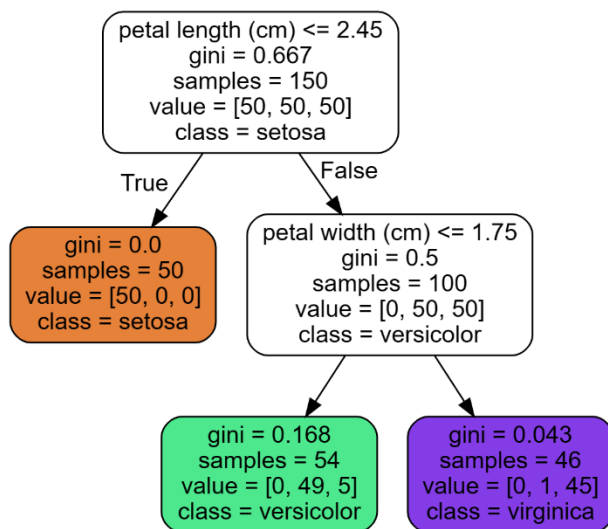 petal length (cm) <= 2.45
gini = 0.667
samples = 150
value = [50, 50, 50]
class = setosa
True
False
gini = 0.0
samples = 50
value = [50, 0, 0]
class = setosa
petal width (cm) <= 1.75
gini = 0.5
samples = 100
value = [0, 50, 50]
class = versicolor
gini = 0.168
samples = 54
value = [0, 49, 5]
class = versicolor
gini = 0.043
samples = 46
value = [0, 1, 45]
class = virginica